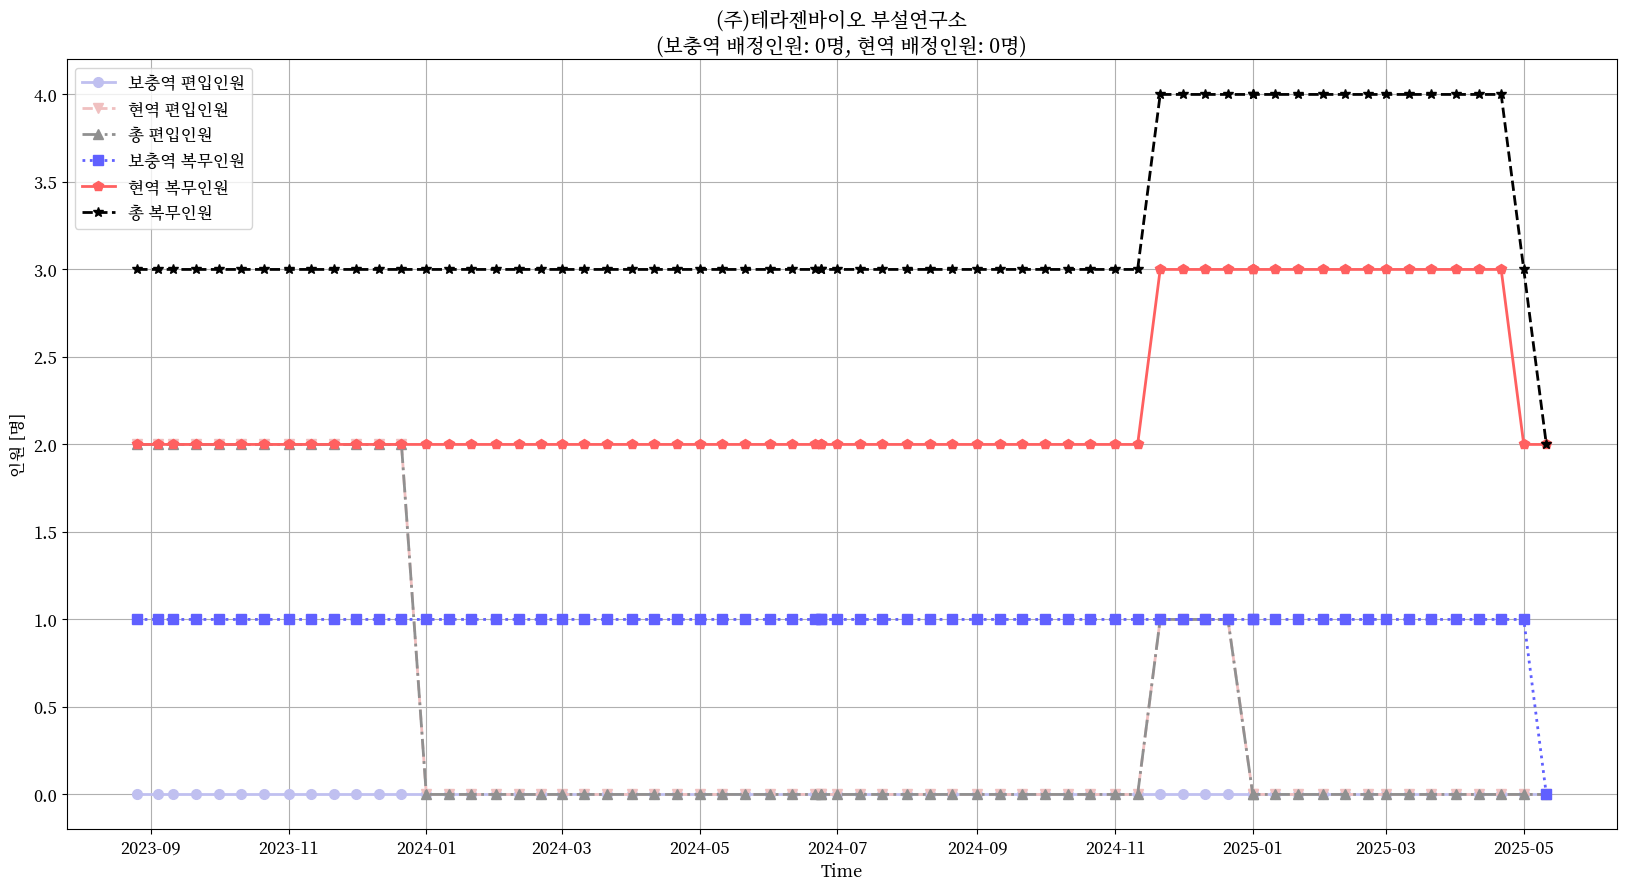 (주)테라젠바이오 부설연구소
(보충역 배정인원: 0명, 현역 배정인원: 0명)
보충역 편입인원
현역 편입인원
총 편입인원
보충역 복무인원
현역 복무인원
총 복무인원
4.0
3.5
3.0
2.5
2.0
1.5
1.0
0.5
0.0
인원 [명]
2023-09 2023-11 2024-01 2024-03 2024-05 2024-07 2024-09 2024-11 2025-01 2025-03 2025-05
Time